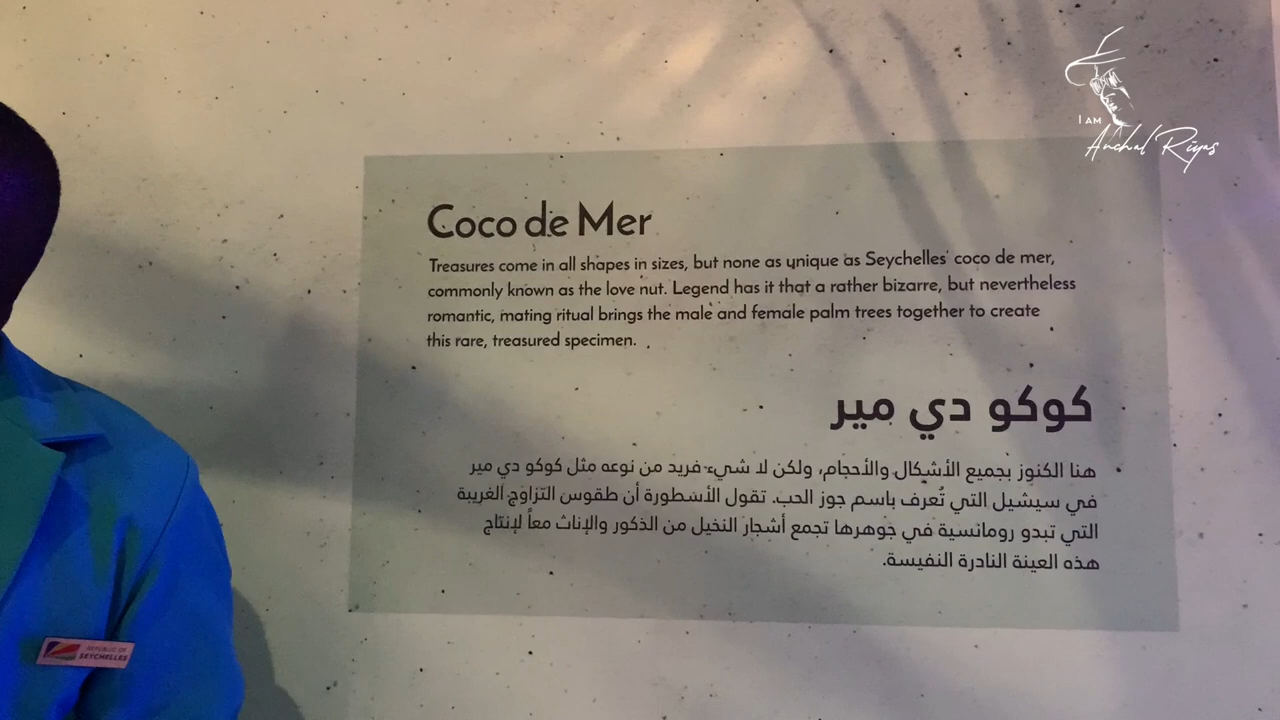 I AM
Anchal Riyas
Coco de Mer
Treasures come in all shapes in sizes, but none as unique as Seychelles' coco de mer,
commonly known as the love nut. Legend has it that a rather bizarre, but nevertheless
romantic, mating ritual brings the male and female palm trees together to create
this rare, treasured specimen.
كوكو دي مير
هنا الكنوز بجميع الأشكال والأحجام، ولكن لا شيء فريد من نوعه مثل كوكو دي مير
في سيشيل التي تُعرف باسم جوز الحب. تقول الأسطورة أن طقوس التزاوج الغريبة
التي تبدو رومانسية في جوهرها تجمع أشجار النخيل من الذكور والإناث معاً لإنتاج
هذه العينة النادرة النفيسة.
REPUBLIC OF
SEYCHELLES